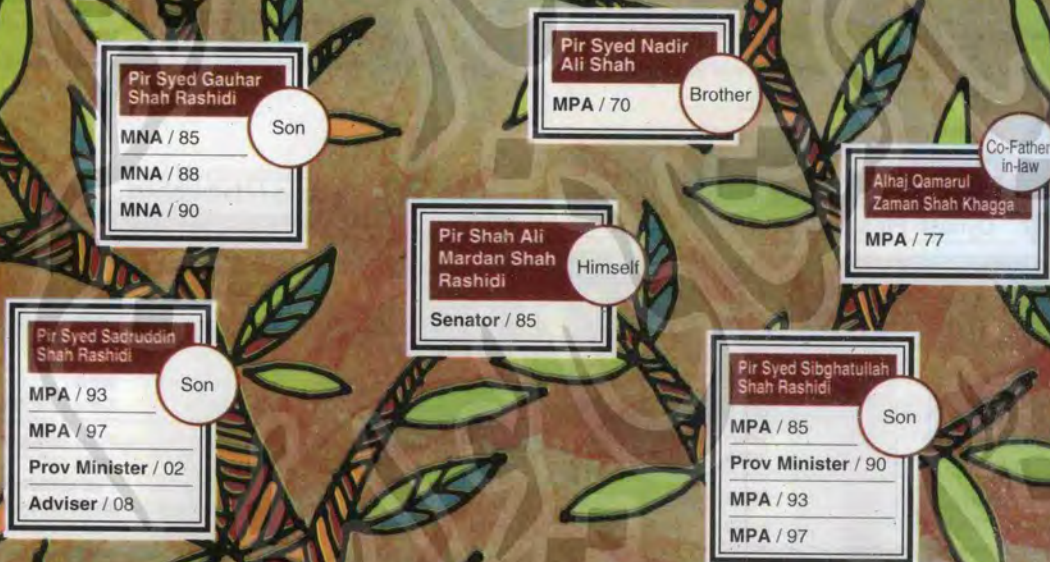 Pir Syed Gauhar
Shah Rashidi
Son
MNA / 85
MNA / 88
MNA / 90
Pir Syed Nadir
Ali Shah
Brother
MPA / 70
Co-Father
in-law
Alhaj Qamarul
Zaman Shah Khagga
MPA / 77
Pir Shah Ali
Mardan Shah
Rashidi
Himself
Senator / 85
Pir Syed Sadruddin
Shah Rashidi
Son
MPA / 93
MPA / 97
Prov Minister / 02
Adviser / 08
Pir Syed Sibghatullah
Shah Rashidi
Son
MPA / 85
Prov Minister / 90
MPA / 93
MPA / 97